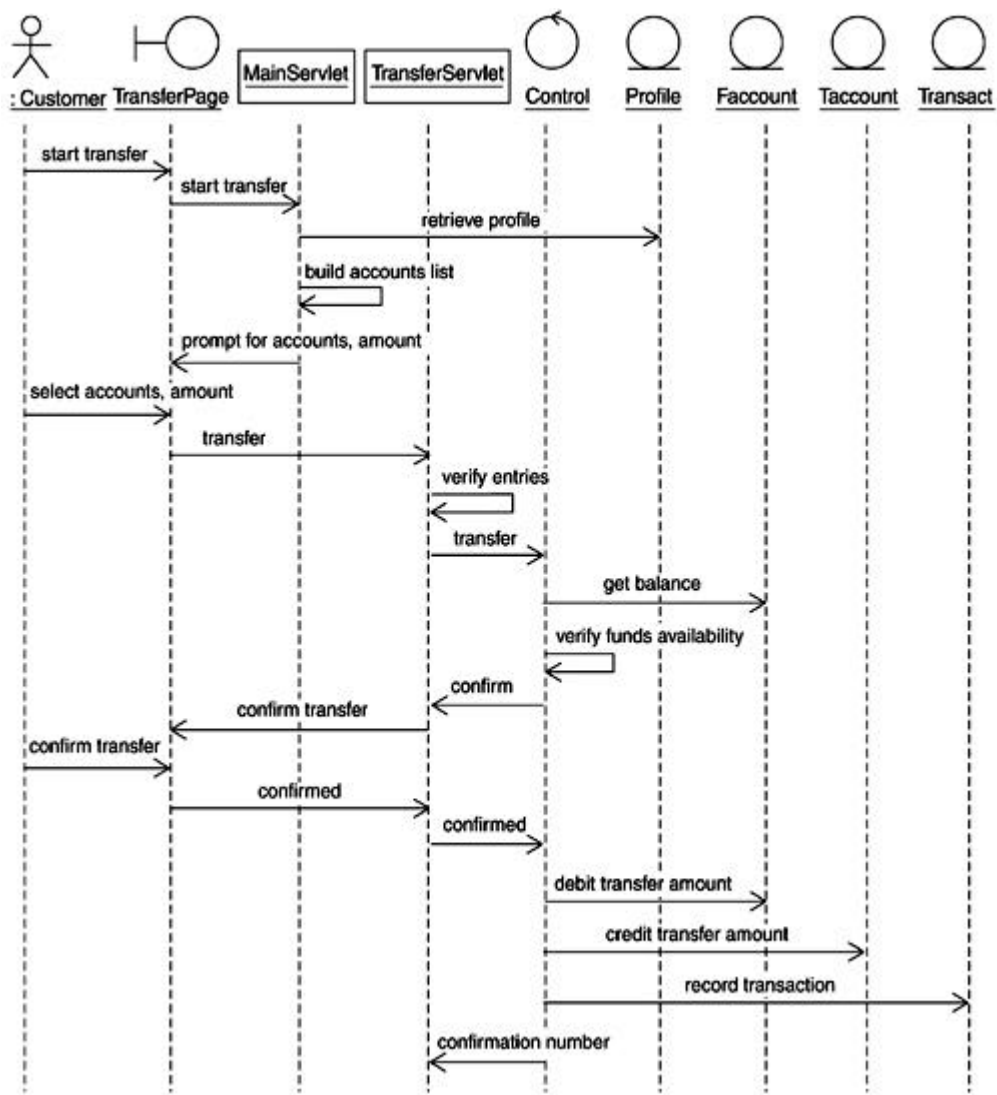 MainServlet TransferServlet
: Customer TransferPage Control Profile Faccount Taccount Transact
start transfer
start transfer
retrieve profile
build accounts list
prompt for accounts, amount
select accounts, amount
transfer
verify entries
transfer
get balance
verify funds availability
confirm
confirm transfer
confirm transfer
confirmed
confirmed
debit transfer amount
credit transfer amount
record transaction
confirmation number